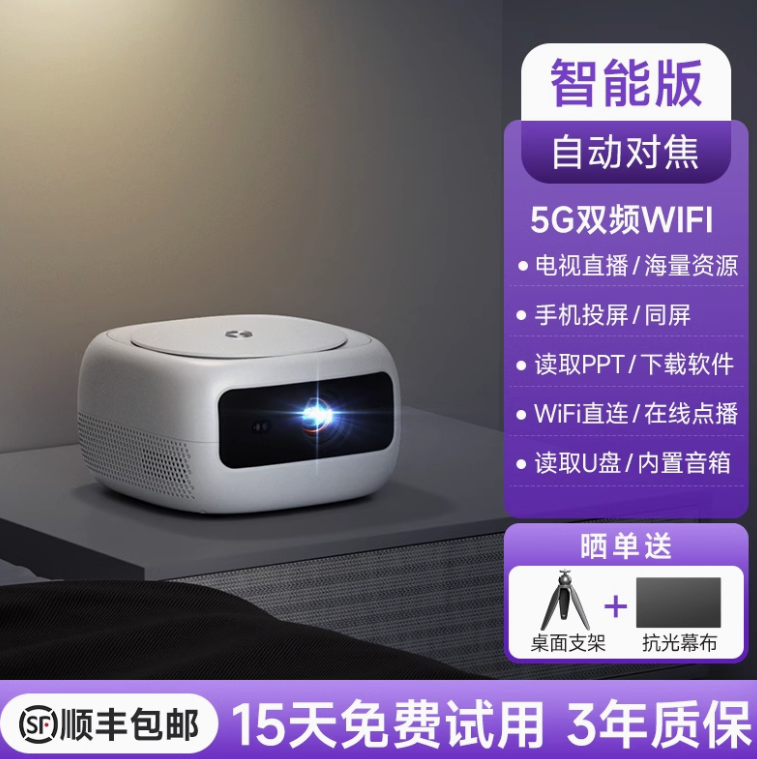 智能版
自动对焦
5G双频WIFI
电视直播/海量资源
手机投屏/同屏
读取PPT/下载软件
WiFi直连/在线点播
读取U盘/内置音箱
晒单送
桌面支架
+
抗光幕布
SF 顺丰包邮
15天免费试用 3年质保